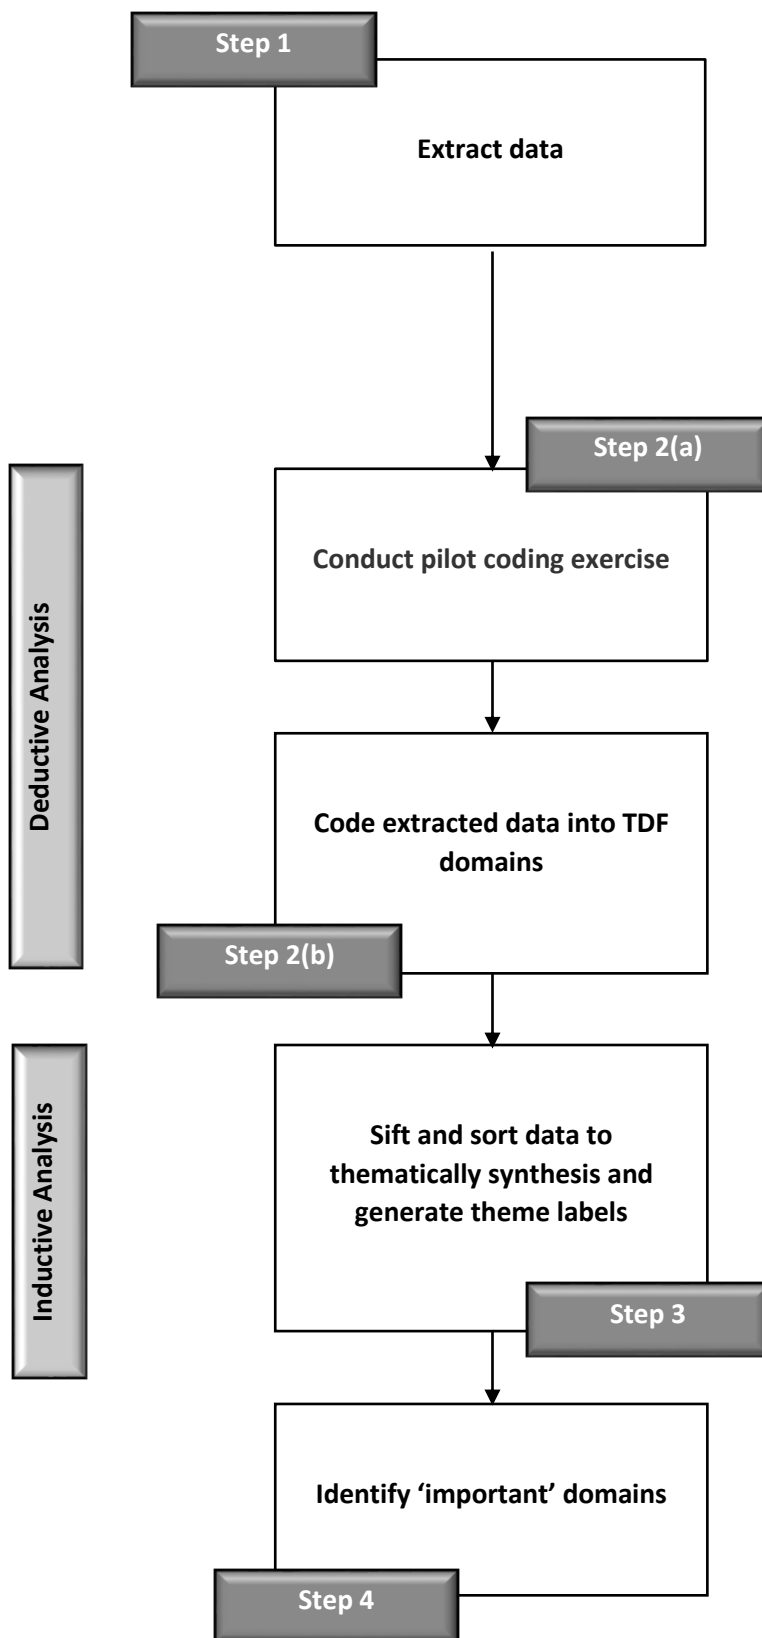 Step 1
Extract data
Step 2(a)
Conduct pilot coding exercise
Deductive Analysis
Code extracted data into TDF
domains
Step 2(b)
Inductive Analysis
Sift and sort data to
thematically synthesis and
generate theme labels
Step 3
Identify ‘important’ domains
Step 4